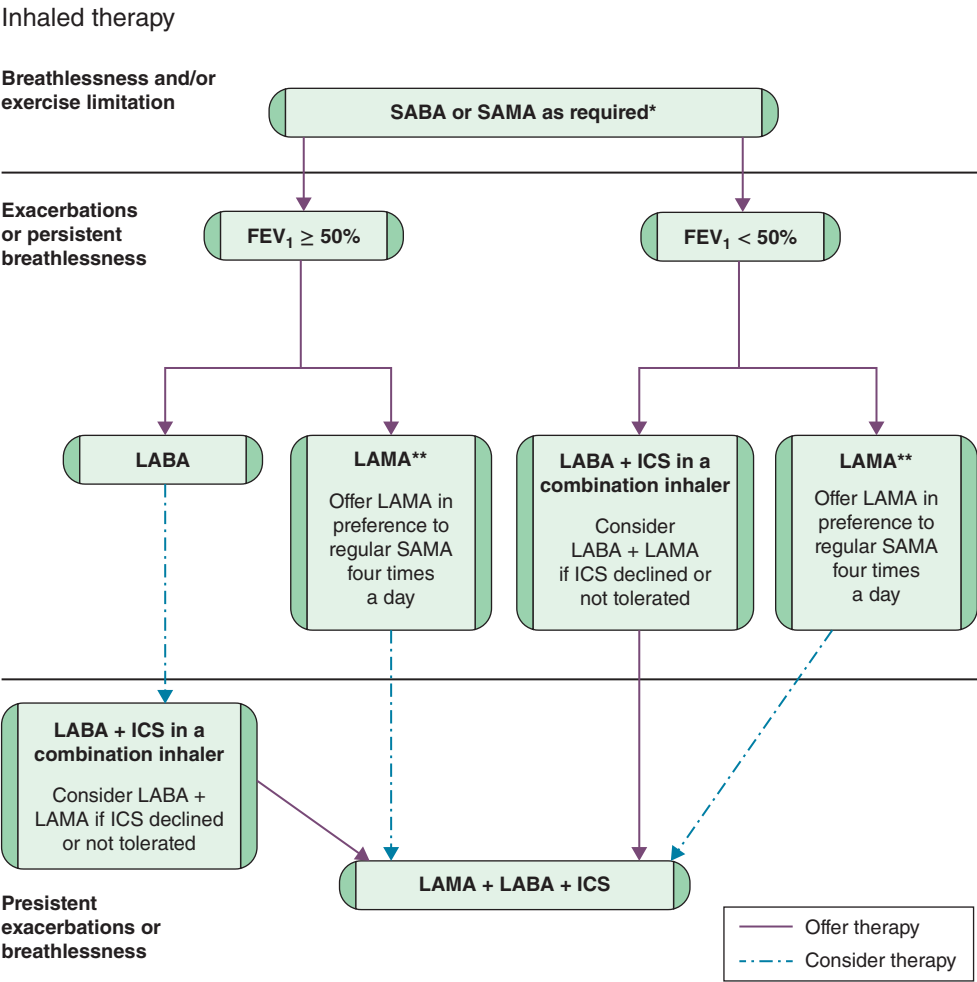 Inhaled therapy
Breathlessness and/or
exercise limitation
SABA or SAMA as required*
Exacerbations
or persistent
breathlessness
FEV₁ ≥ 50%
FEV₁ < 50%
LABA
LAMA**
Offer LAMA in
preference to
regular SAMA
four times
a day
LABA + ICS in a
combination inhaler
Consider
LABA + LAMA
if ICS declined or
not tolerated
LAMA**
Offer LAMA in
preference to
regular SAMA
four times
a day
LABA + ICS in a
combination inhaler
Consider LABA +
LAMA if ICS declined
or not tolerated
LAMA + LABA + ICS
Presistent
exacerbations or
breathlessness
Offer therapy
Consider therapy